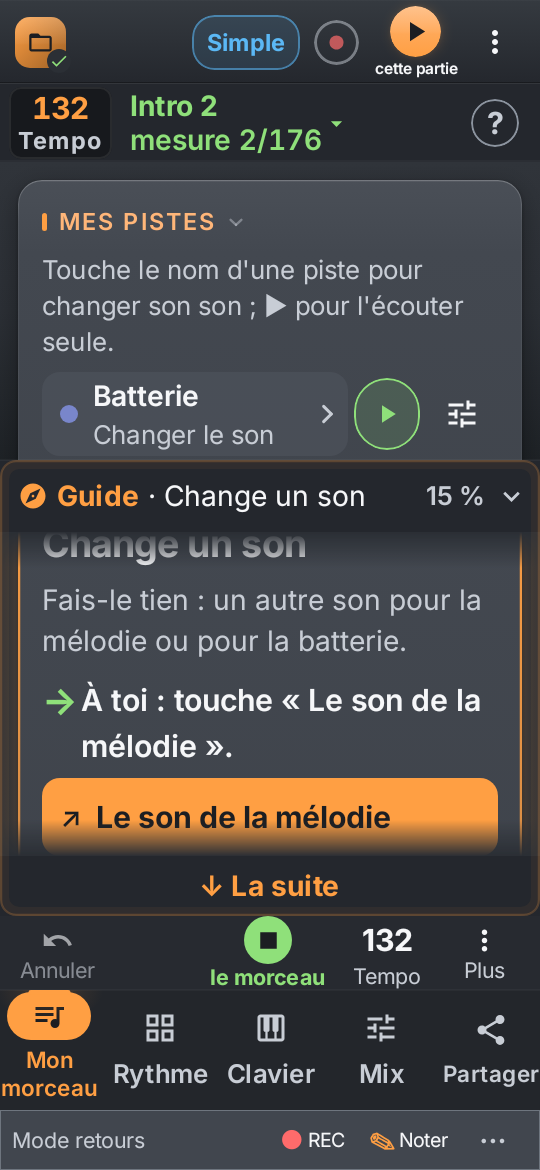 Simple
cette partie
132
Tempo
Intro 2
mesure 2/176
?
MES PISTES
Touche le nom d'une piste pour
changer son son ; ▶ pour l'écouter
seule.
Batterie
Changer le son
Guide · Change un son
15 %
Change un son
Fais-le tien : un autre son pour la
mélodie ou pour la batterie.
→ À toi : touche « Le son de la
mélodie ».
Le son de la mélodie
↓ La suite
Annuler
le morceau
132
Tempo
Plus
Mon
morceau
Rythme
Clavier
Mix
Partager
Mode retours
REC
Noter